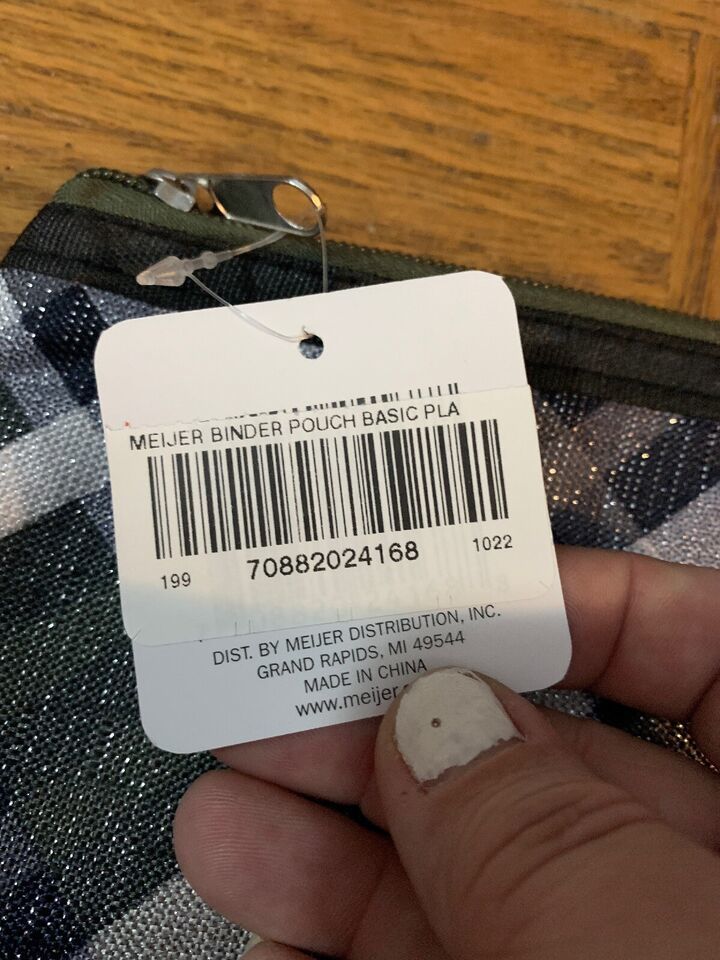 MEIJER BINDER POUCH BASIC PLA
199 70882024168 1022
DIST. BY MEIJER DISTRIBUTION, INC.
GRAND RAPIDS, MI 49544
MADE IN CHINA
www.meijer.